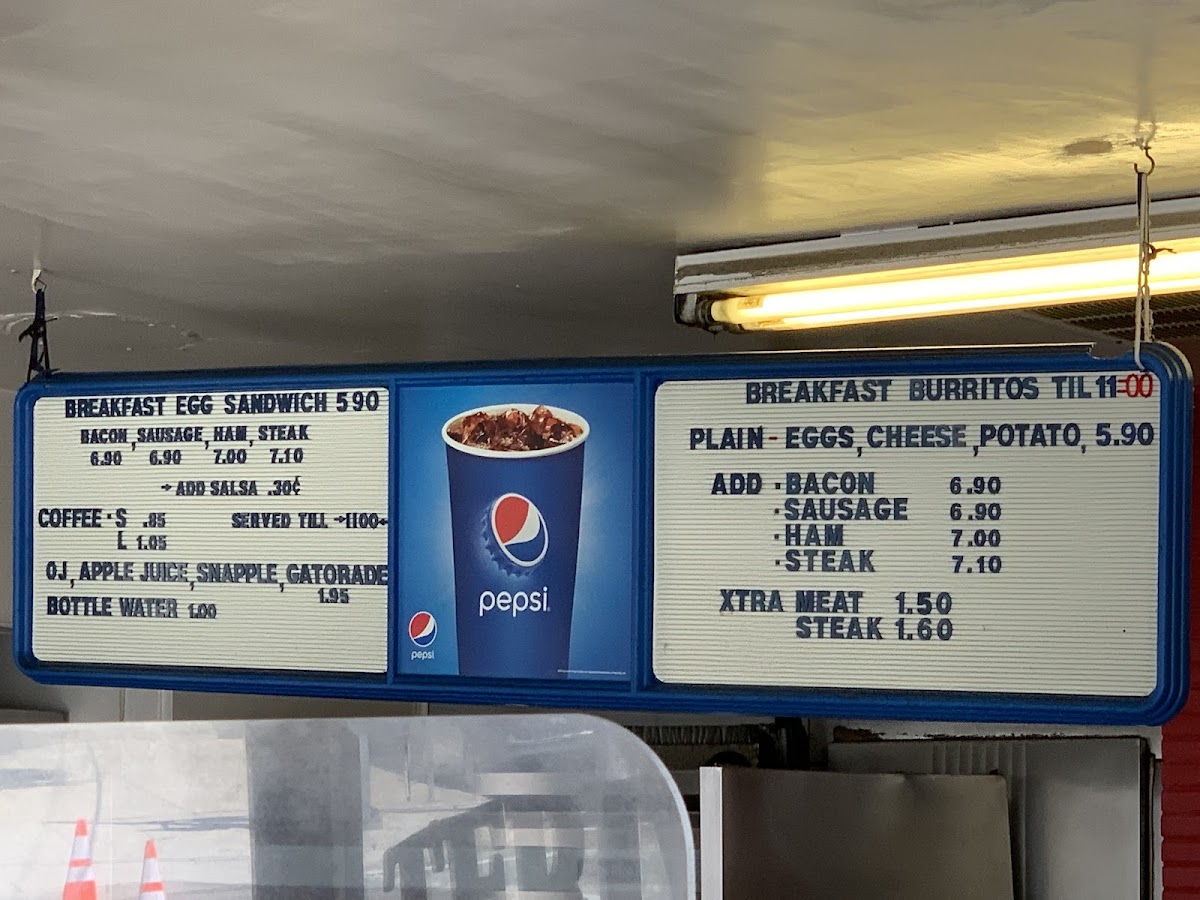 BREAKFAST EGG SANDWICH 5 90
BACON, SAUSAGE, HAM, STEAK
6.90 6.90 7.00 7.10
→ ADD SALSA .30¢
COFFEE · S .85 SERVED TILL →1100←
L 1.05
OJ, APPLE JUICE, SNAPPLE, GATORADE
1.95
BOTTLE WATER 1.00
pepsi
pepsi
BREAKFAST BURRITOS TIL 11=00
PLAIN - EGGS, CHEESE, POTATO, 5.90
ADD · BACON 6.90
· SAUSAGE 6.90
· HAM 7.00
· STEAK 7.10
XTRA MEAT 1.50
STEAK 1.60